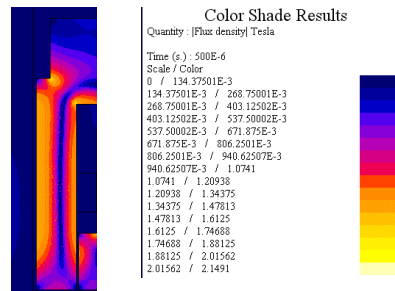 Color Shade Results
Quantity : |Flux density| Tesla
Time (s.) : 500E-6
Scale / Color
0 / 134.37501E-3
134.37501E-3 / 268.75001E-3
268.75001E-3 / 403.12502E-3
403.12502E-3 / 537.50002E-3
537.50002E-3 / 671.875E-3
671.875E-3 / 806.2501E-3
806.2501E-3 / 940.62507E-3
940.62507E-3 / 1.0741
1.0741 / 1.20938
1.20938 / 1.34375
1.34375 / 1.47813
1.47813 / 1.6125
1.6125 / 1.74688
1.74688 / 1.88125
1.88125 / 2.01562
2.01562 / 2.1491